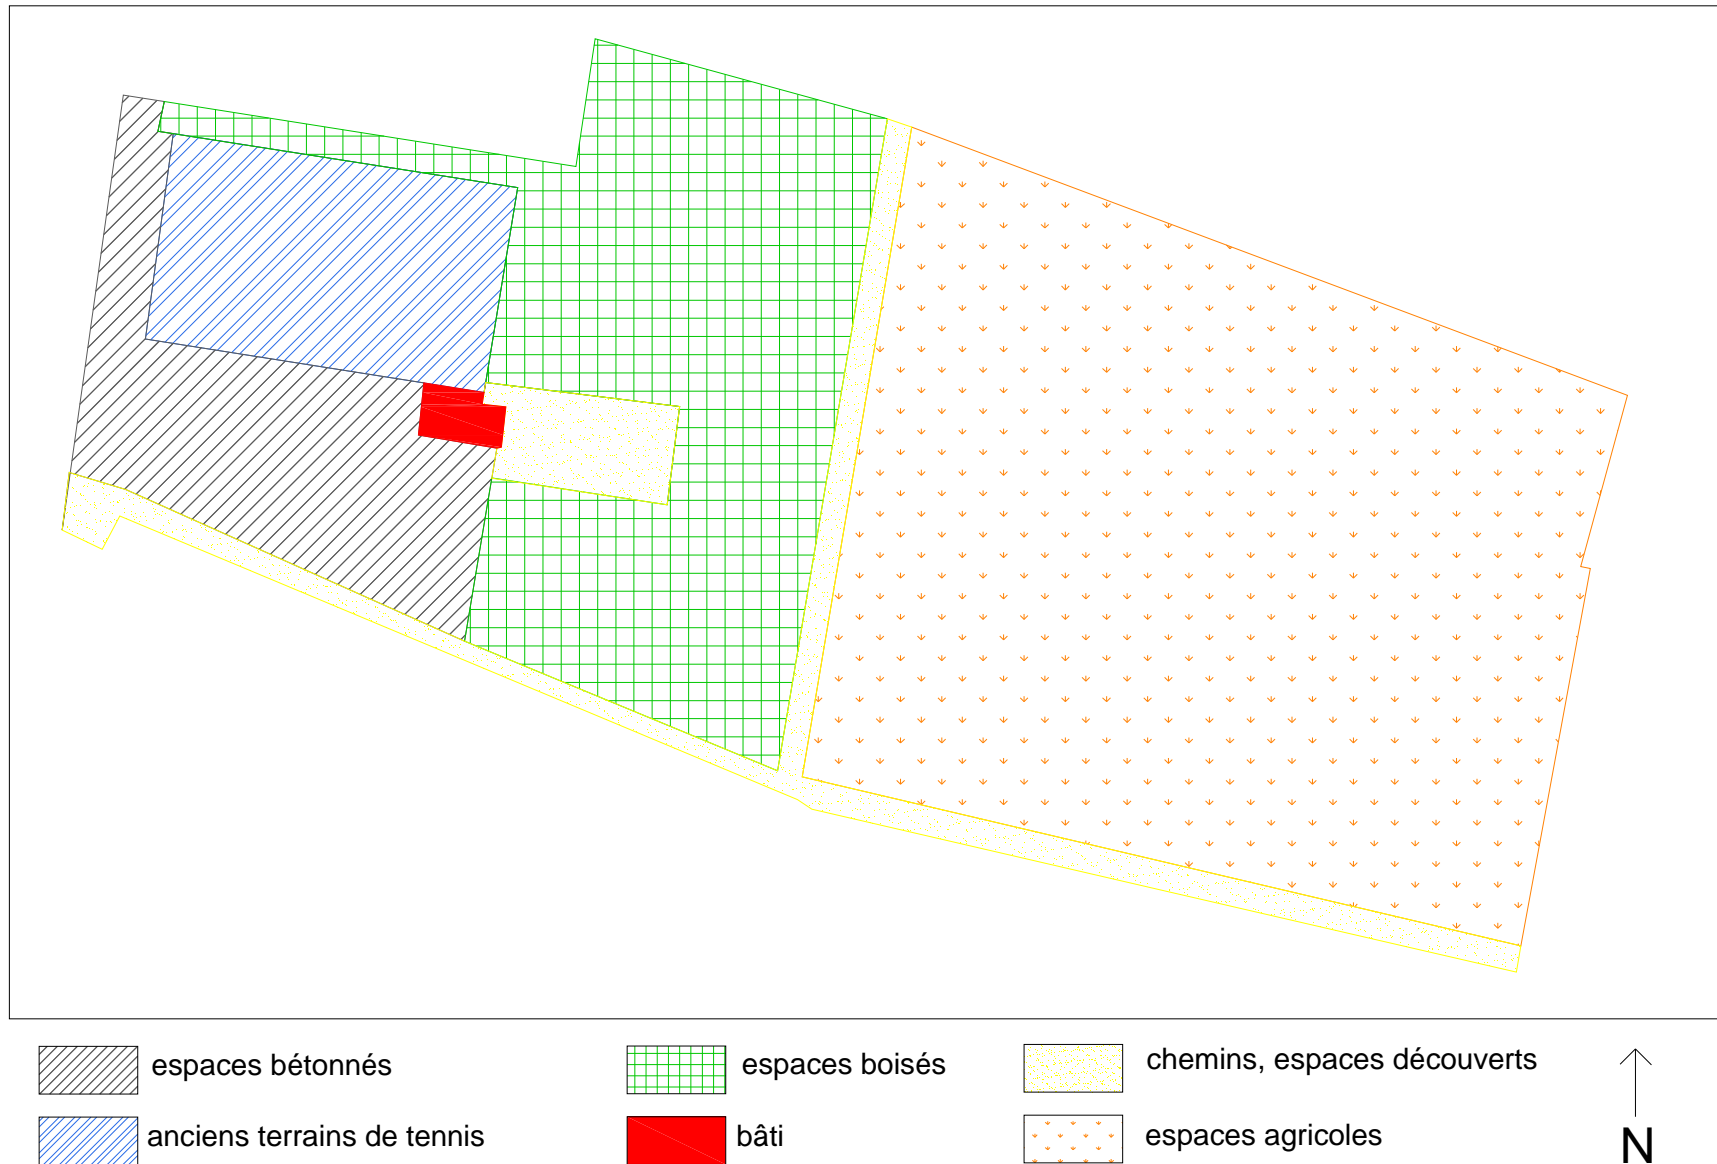 espaces bétonnés
espaces boisés
chemins, espaces découverts
anciens terrains de tennis
bâti
espaces agricoles
N